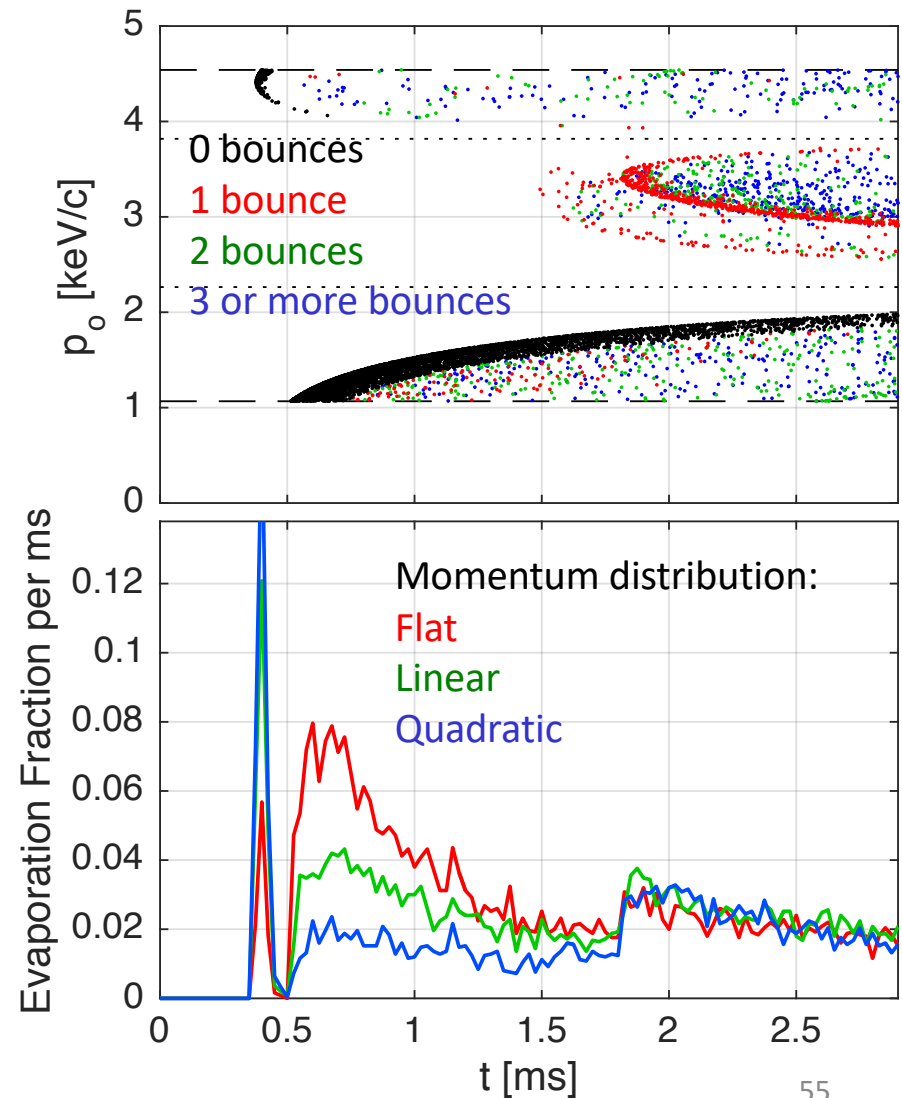 5
4
3
2
1
0
p_o [keV/c]
0 bounces
1 bounce
2 bounces
3 or more bounces
0.12
0.1
0.08
0.06
0.04
0.02
0
Evaporation Fraction per ms
Momentum distribution:
Flat
Linear
Quadratic
0 0.5 1 1.5 2 2.5
t [ms]
55